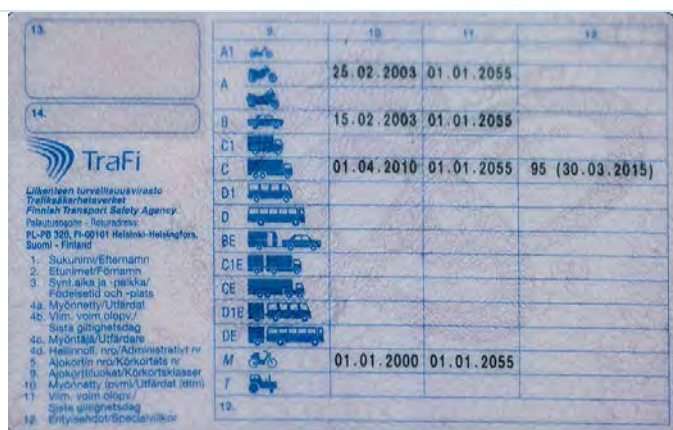 13.
14.
TraFi
Liikenteen turvallisuusvirasto
Trafiksäkerhetsverket
Finnish Transport Safety Agency
Palautusosoite - Returadress:
PL-PB 320, FI-00101 Helsinki-Helsingfors,
Suomi - Finland
1. Sukunimi/Efternamn
2. Etunimet/Förnamn
3. Synt.aika ja -paikka/
Födelsetid och -plats
4a. Myönnetty/Utfärdat
4b. Viim. voim.olopv./
Sista giltighetsdag
4c. Myöntäjä/Utfärdare
4d. Hallinnoll. nro/Administrativt nr
5. Ajokortin nro/Körkortets nr
9. Ajokorttiluokat/Körkortsklasser
10 Myönnetty (pvm)/Utfärdat (dtm)
11 Viim. voim.olopv./
Sista giltighetsdag
12. Erityisehdot/Specialvillkor
9. 10. 11. 12.
A1
A 25.02.2003 01.01.2055
B 15.02.2003 01.01.2055
C1
C 01.04.2010 01.01.2055 95 (30.03.2015)
D1
D
BE
C1E
CE
D1E
DE
M 01.01.2000 01.01.2055
T
12.